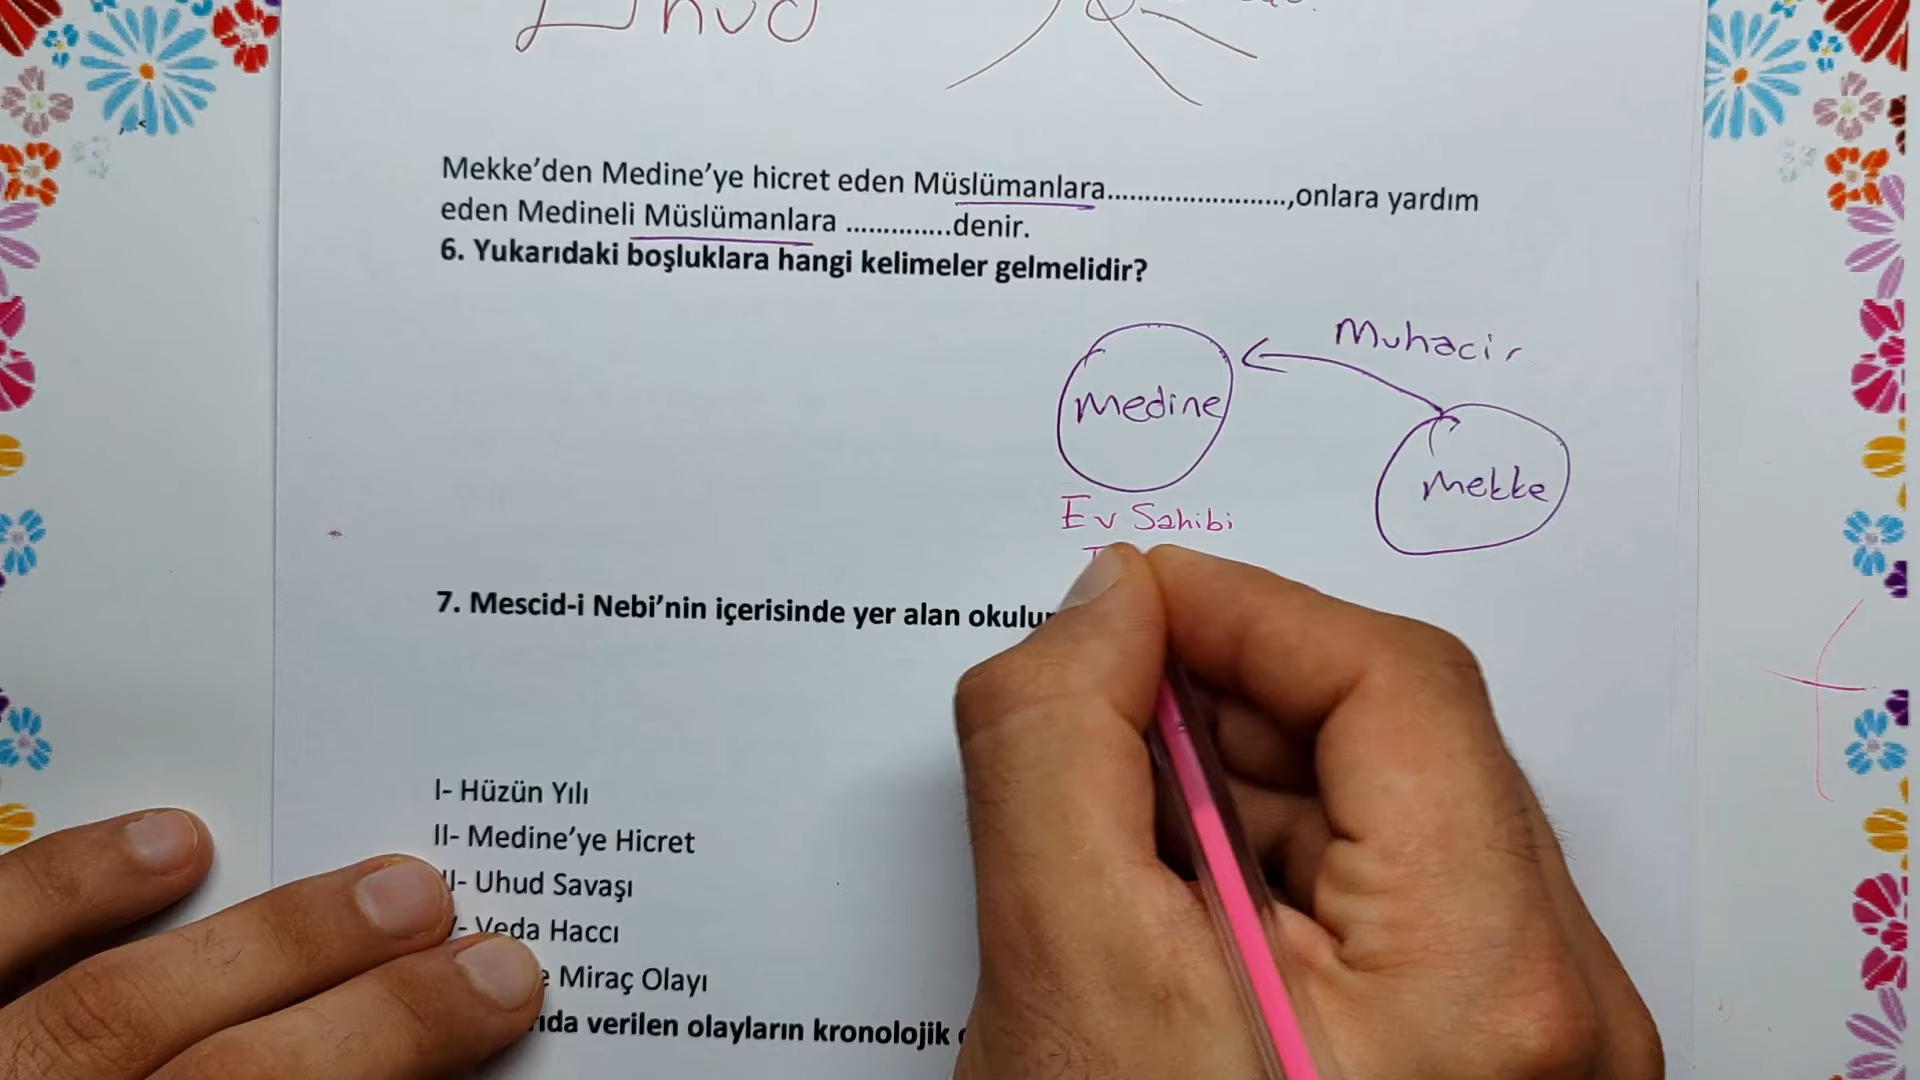 Uhud
Mekke’den Medine’ye hicret eden Müslümanlara........................,onlara yardım
eden Medineli Müslümanlara ..............denir.
6. Yukarıdaki boşluklara hangi kelimeler gelmelidir?
Muhacir
Medine
Mekke
Ev Sahibi
7. Mescid-i Nebi’nin içerisinde yer alan
I- Hüzün Yılı
II- Medine’ye Hicret
Uhud Savaşı
Veda Haccı
Miraç Olayı
verilen olayların kronolojik